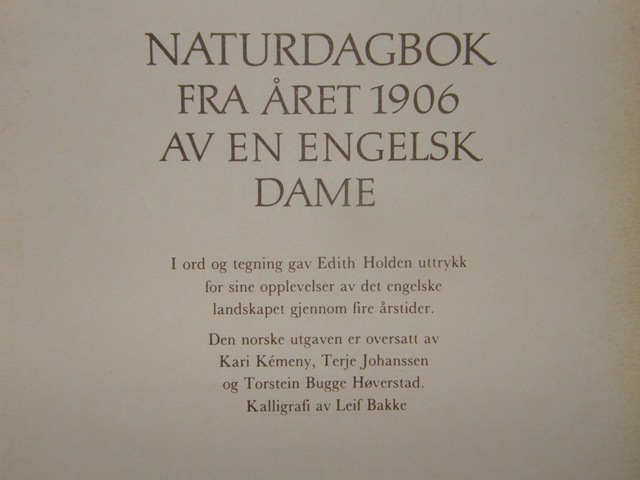 NATURDAGBOK
FRA ÅRET 1906
AV EN ENGELSK
DAME
I ord og tegning gav Edith Holden uttrykk
for sine opplevelser av det engelske
landskapet gjennom fire årstider.
Den norske utgaven er oversatt av
Kari Kémeny, Terje Johanssen
og Torstein Bugge Høverstad.
Kalligrafi av Leif Bakke